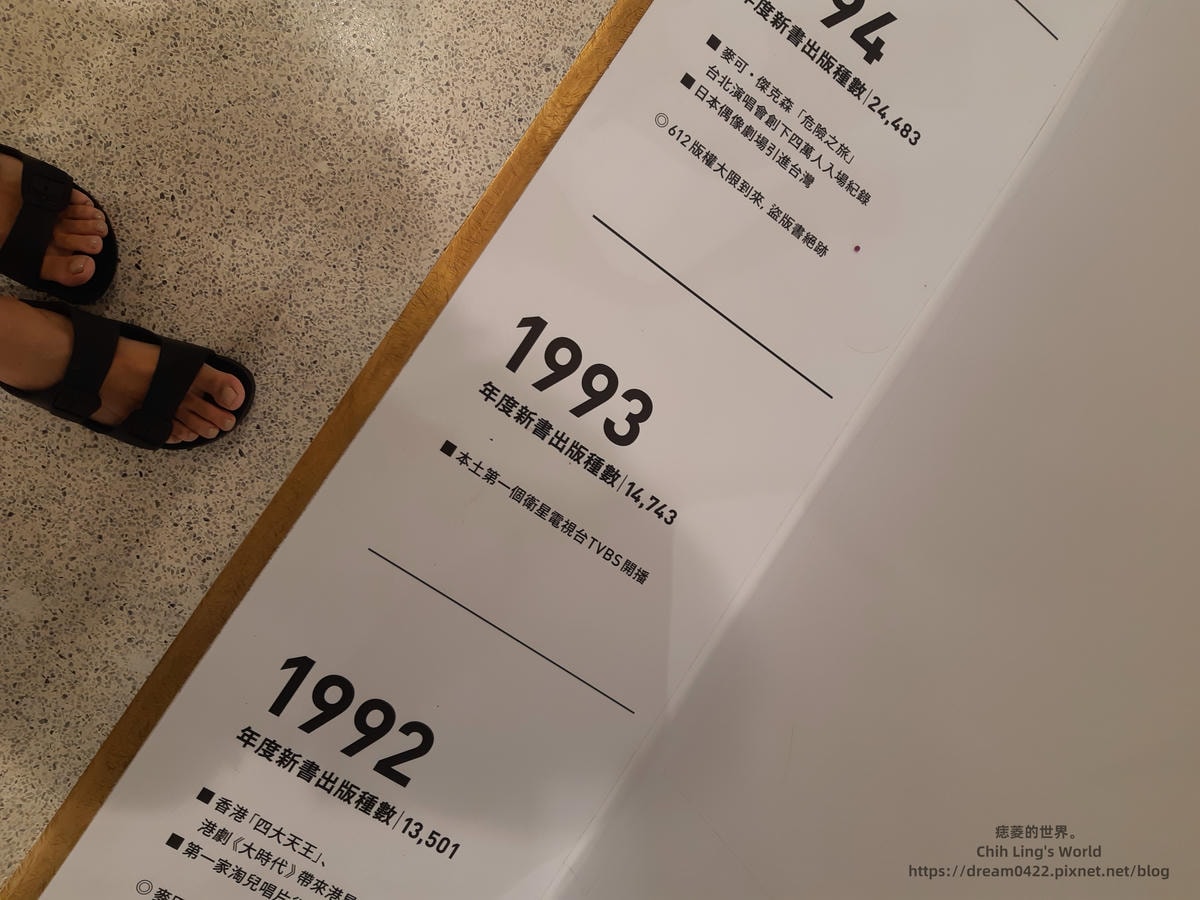 94
年度新書出版種數|24,483
■ 麥可・傑克森「危險之旅」
台北演唱會創下四萬人入場紀錄
■ 日本偶像劇場引進台灣
◎ 612版權大限到來,盜版書絕跡
1993
年度新書出版種數|14,743
■ 本土第一個衛星電視台TVBS開播
1992
年度新書出版種數|13,501
■ 香港「四大天王」、
港劇《大時代》帶來港
■ 第一家淘兒唱片
◎ 麥
痣菱的世界。
Chih Ling's World
https://dream0422.pixnet.net/blog